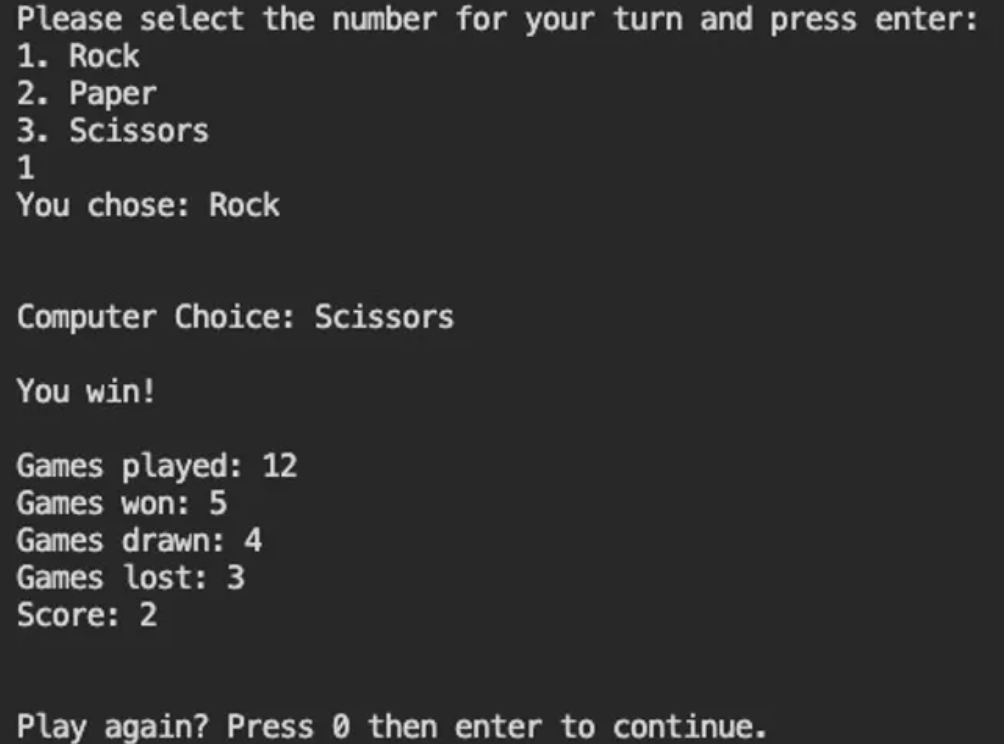 Please select the number for your turn and press enter:
1. Rock
2. Paper
3. Scissors
1
You chose: Rock
Computer Choice: Scissors
You win!
Games played: 12
Games won: 5
Games drawn: 4
Games lost: 3
Score: 2
Play again? Press 0 then enter to continue.